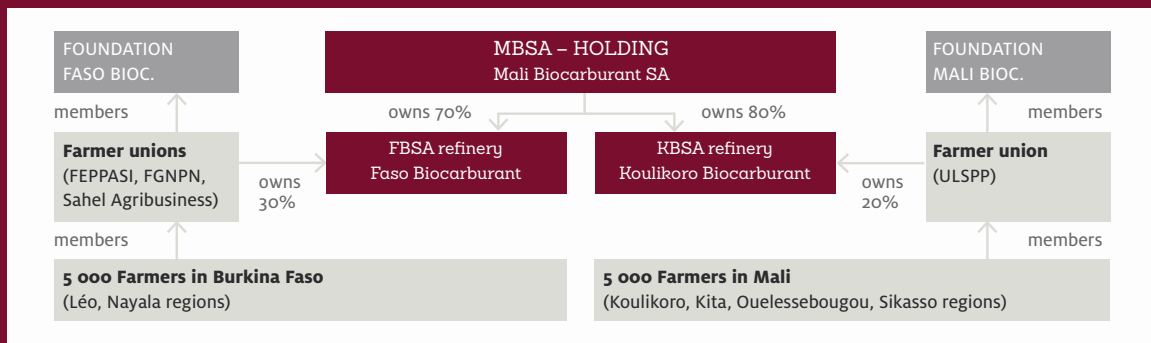 FOUNDATION
FASO BIOC.
MBSA – HOLDING
Mali Biocarburant SA
FOUNDATION
MALI BIOC.
members
owns 70%
owns 80%
members
Farmer unions
(FEPPASI, FGNPN,
Sahel Agribusiness)
owns
30%
FBSA refinery
Faso Biocarburant
KBSA refinery
Koulikoro Biocarburant
owns
20%
Farmer union
(ULSPP)
members
members
5 000 Farmers in Burkina Faso
(Léo, Nayala regions)
5 000 Farmers in Mali
(Koulikoro, Kita, Ouelessebougou, Sikasso regions)